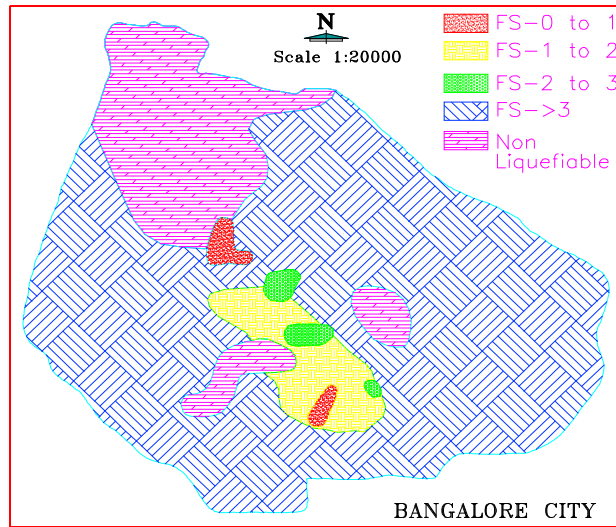 N
Scale 1:20000
FS-0 to 1
FS-1 to 2
FS-2 to 3
FS->3
Non
Liquefiable
BANGALORE CITY